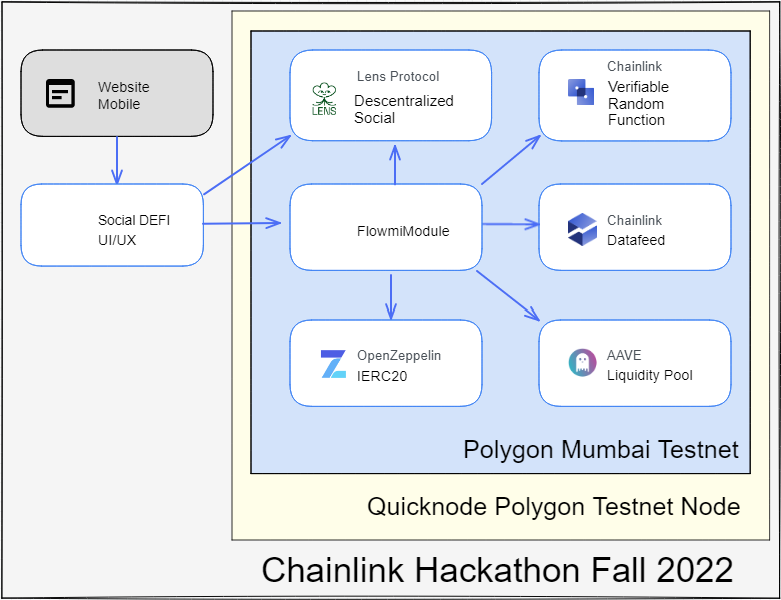 Website
Mobile
Social DEFI
UI/UX
Lens Protocol
Descentralized
Social
LENS
Chainlink
Verifiable
Random
Function
FlowmiModule
Chainlink
Datafeed
OpenZeppelin
IERC20
AAVE
Liquidity Pool
Polygon Mumbai Testnet
Quicknode Polygon Testnet Node
Chainlink Hackathon Fall 2022